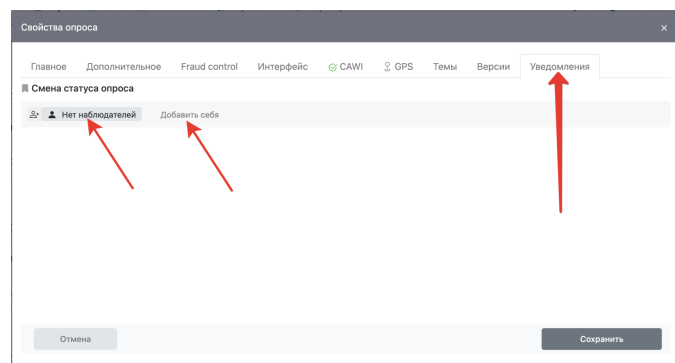 Свойства опроса
Главное Дополнительное Fraud control Интерфейс CAWI GPS Темы Версии Уведомления
Смена статуса опроса
Нет наблюдателей Добавить себя
Отмена Сохранить